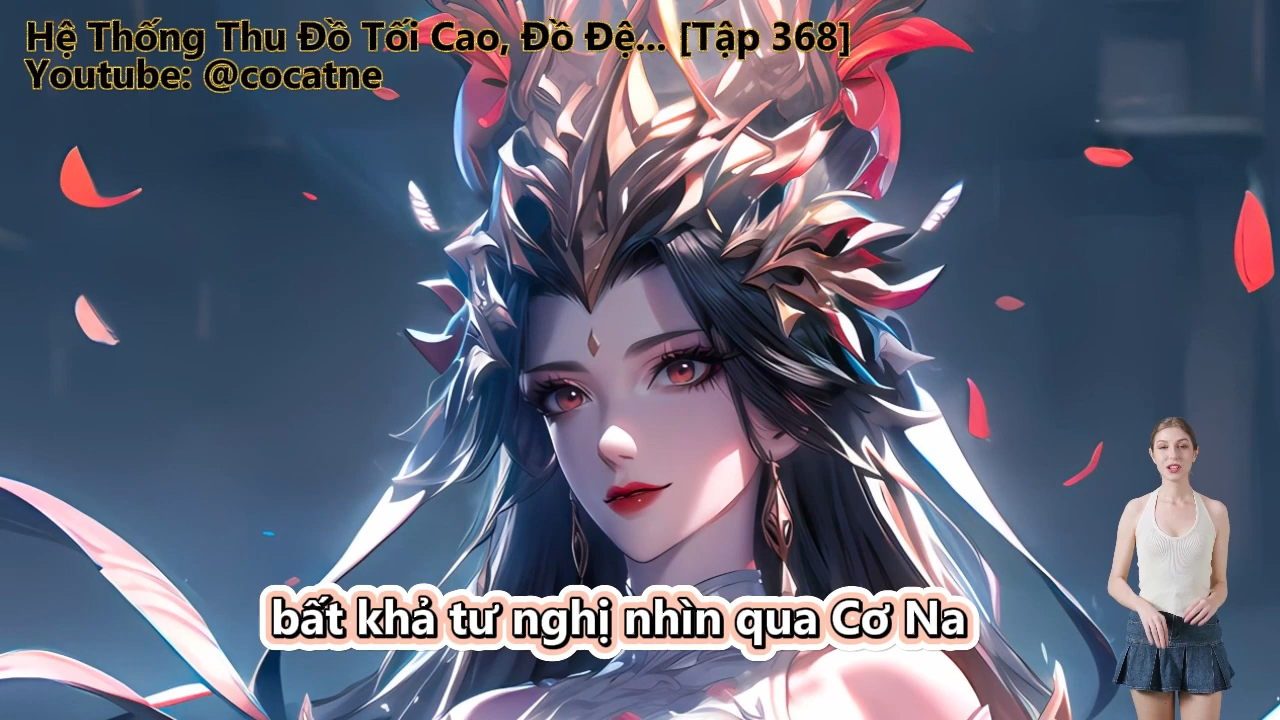 Hệ Thống Thu Đồ Tối Cao, Đồ Đệ... [Tập 368]
Youtube: @cocatne
bất khả tư nghị nhìn qua Cơ Na